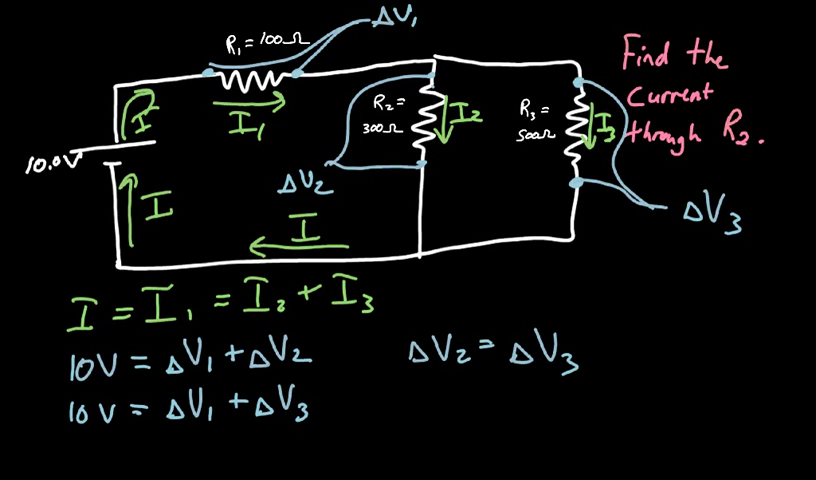 ΔV₁
R₁ = 100Ω
Find the
current
through R₂.
I
I₁
R₂ =
300Ω
I₂
R₃ =
500Ω
I₃
10.0V
I
ΔV₂
I
ΔV₃
I = I₁ = I₂ + I₃
10V = ΔV₁ + ΔV₂
ΔV₂ = ΔV₃
10V = ΔV₁ + ΔV₃